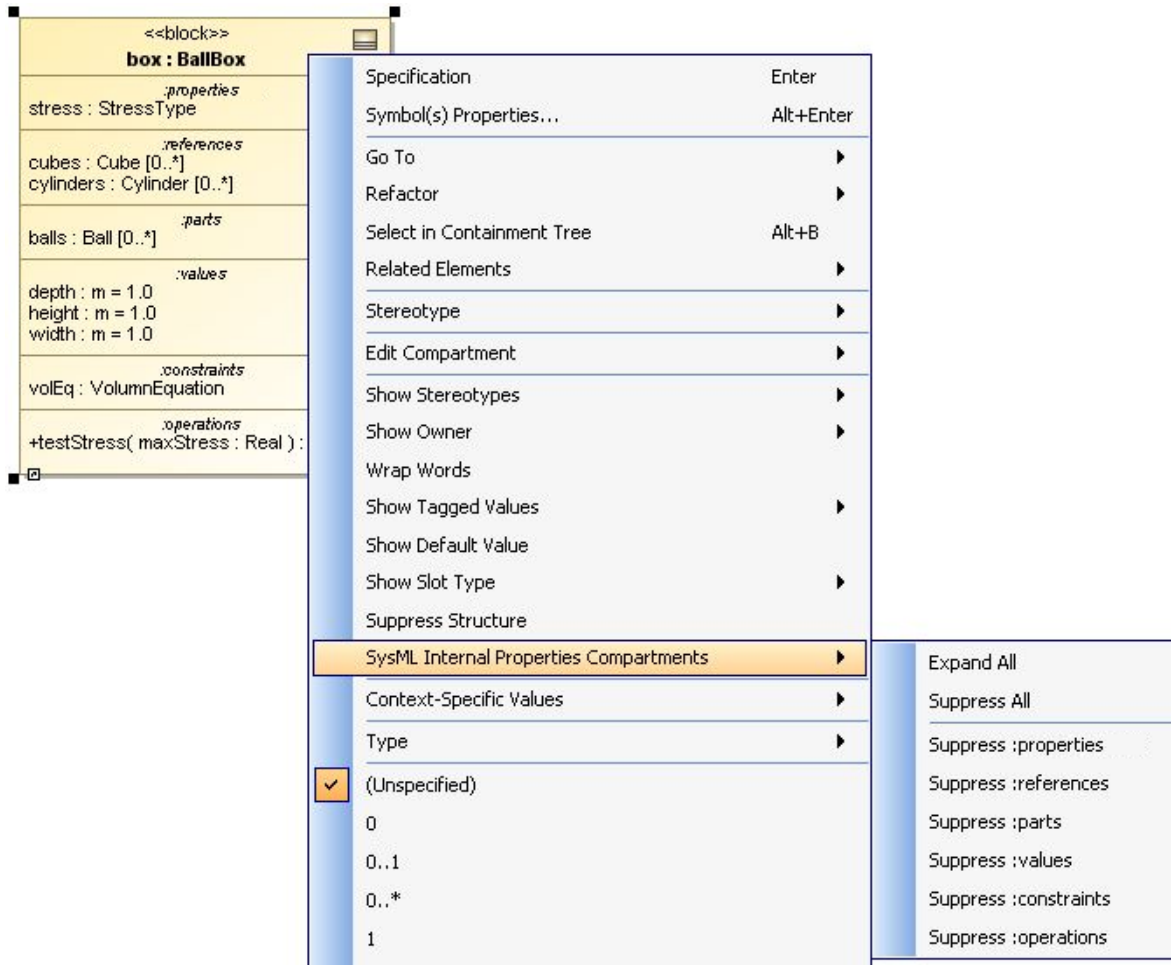 <<block>>
box : BallBox
:properties
stress : StressType
:references
cubes : Cube [0..*]
cylinders : Cylinder [0..*]
:parts
balls : Ball [0..*]
:values
depth : m = 1.0
height : m = 1.0
width : m = 1.0
:constraints
volEq : VolumnEquation
:operations
+testStress( maxStress : Real ) :
Specification Enter
Symbol(s) Properties... Alt+Enter
Go To
Refactor
Select in Containment Tree Alt+B
Related Elements
Stereotype
Edit Compartment
Show Stereotypes
Show Owner
Wrap Words
Show Tagged Values
Show Default Value
Show Slot Type
Suppress Structure
SysML Internal Properties Compartments
Context-Specific Values
Type
(Unspecified)
0
0..1
0..*
1
Expand All
Suppress All
Suppress :properties
Suppress :references
Suppress :parts
Suppress :values
Suppress :constraints
Suppress :operations